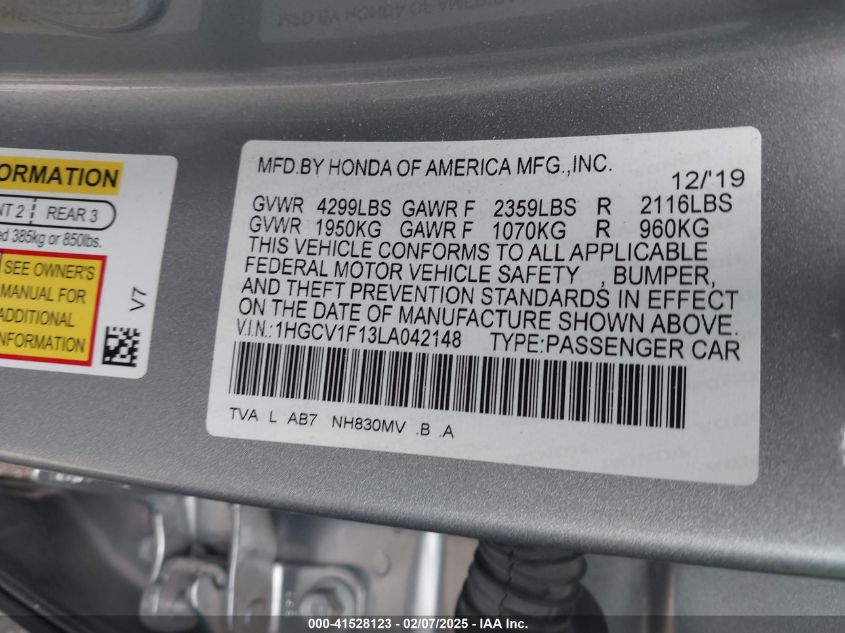 ORMATION
NT 2 REAR 3
ed 385kg or 850lbs.
SEE OWNER'S
MANUAL FOR
ADDITIONAL
INFORMATION
V7
MFD.BY HONDA OF AMERICA MFG.,INC.
12/'19
GVWR 4299LBS GAWR F 2359LBS R 2116LBS
GVWR 1950KG GAWR F 1070KG R 960KG
THIS VEHICLE CONFORMS TO ALL APPLICABLE
FEDERAL MOTOR VEHICLE SAFETY , BUMPER,
AND THEFT PREVENTION STANDARDS IN EFFECT
ON THE DATE OF MANUFACTURE SHOWN ABOVE.
V.I.N.:1HGCV1F13LA042148 TYPE:PASSENGER CAR
TVA L AB7 NH830MV .B .A
000-41528123 - 02/07/2025 - IAA Inc.